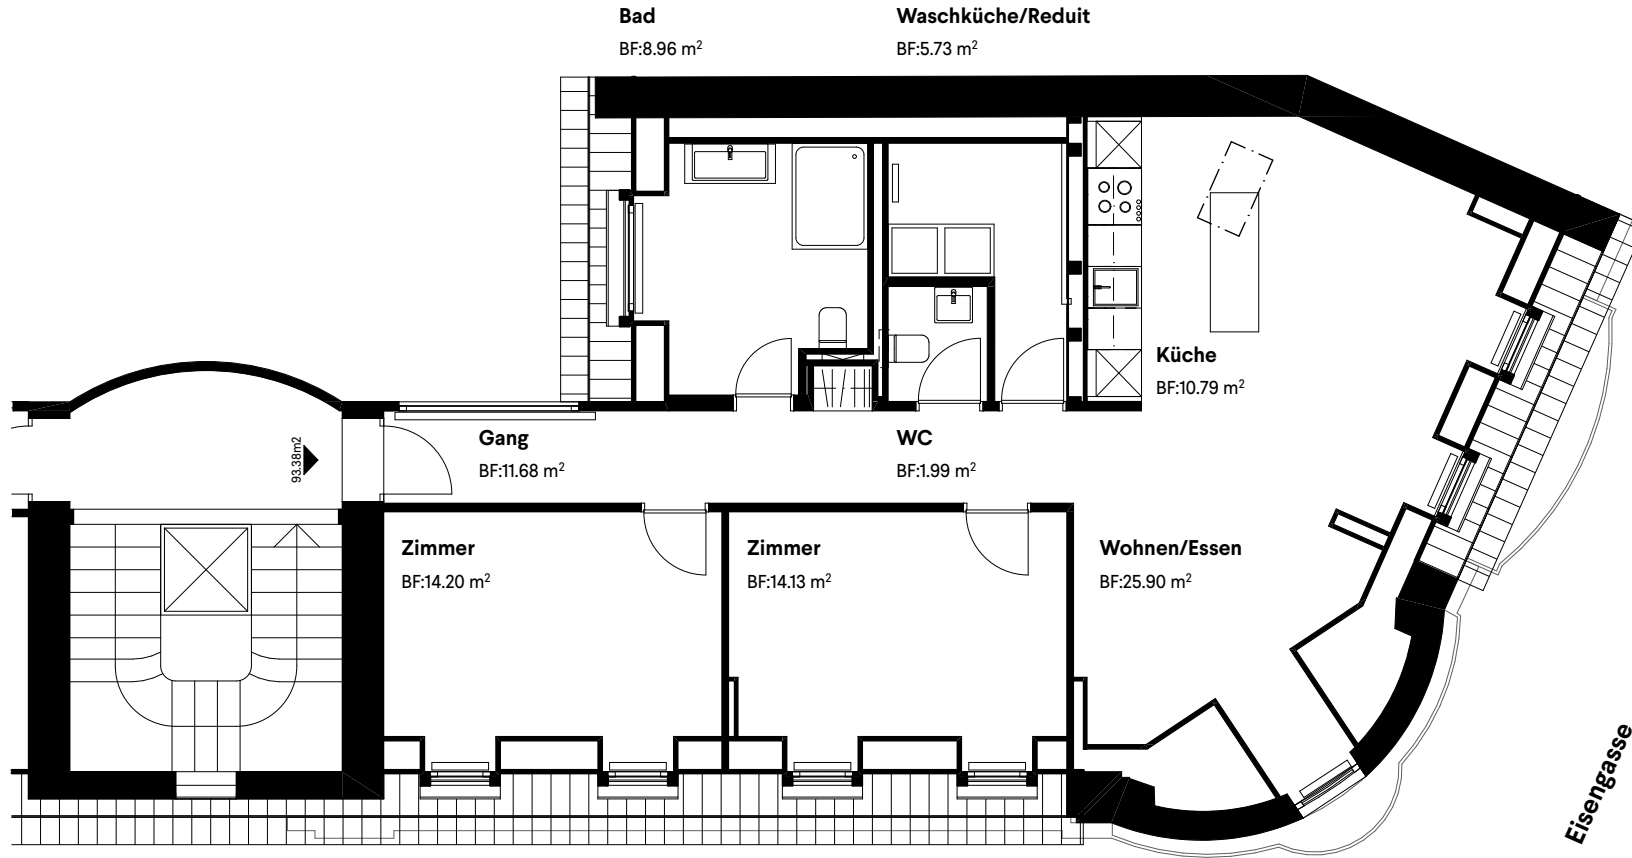 Bad
BF:8.96 m²
Waschküche/Reduit
BF:5.73 m²
Küche
BF:10.79 m²
93.38m2
Gang
BF:11.68 m²
WC
BF:1.99 m²
Zimmer
BF:14.20 m²
Zimmer
BF:14.13 m²
Wohnen/Essen
BF:25.90 m²
Eisengasse